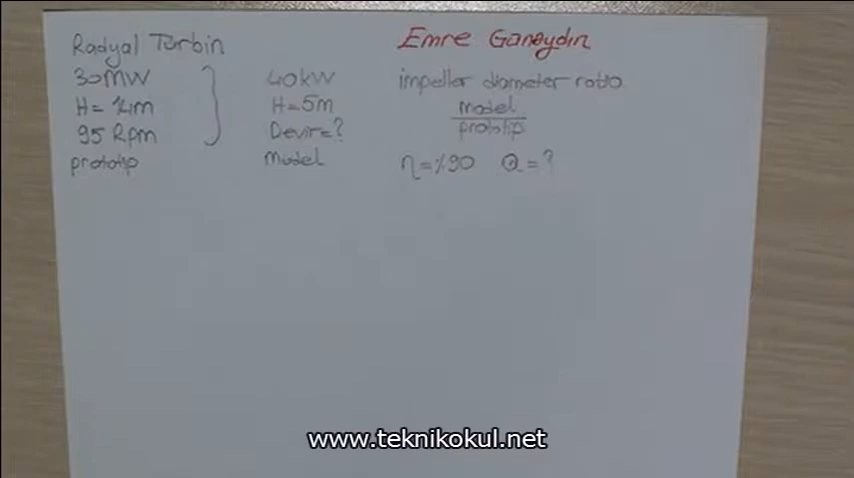 Radyal Türbin
30MW
H= 14m
95 Rpm
prototip
40kW
H=5m
Devir=?
Model
Emre Günaydın
impeller diameter ratio
model
prototip
η=%90 Q=?
www.teknikokul.net